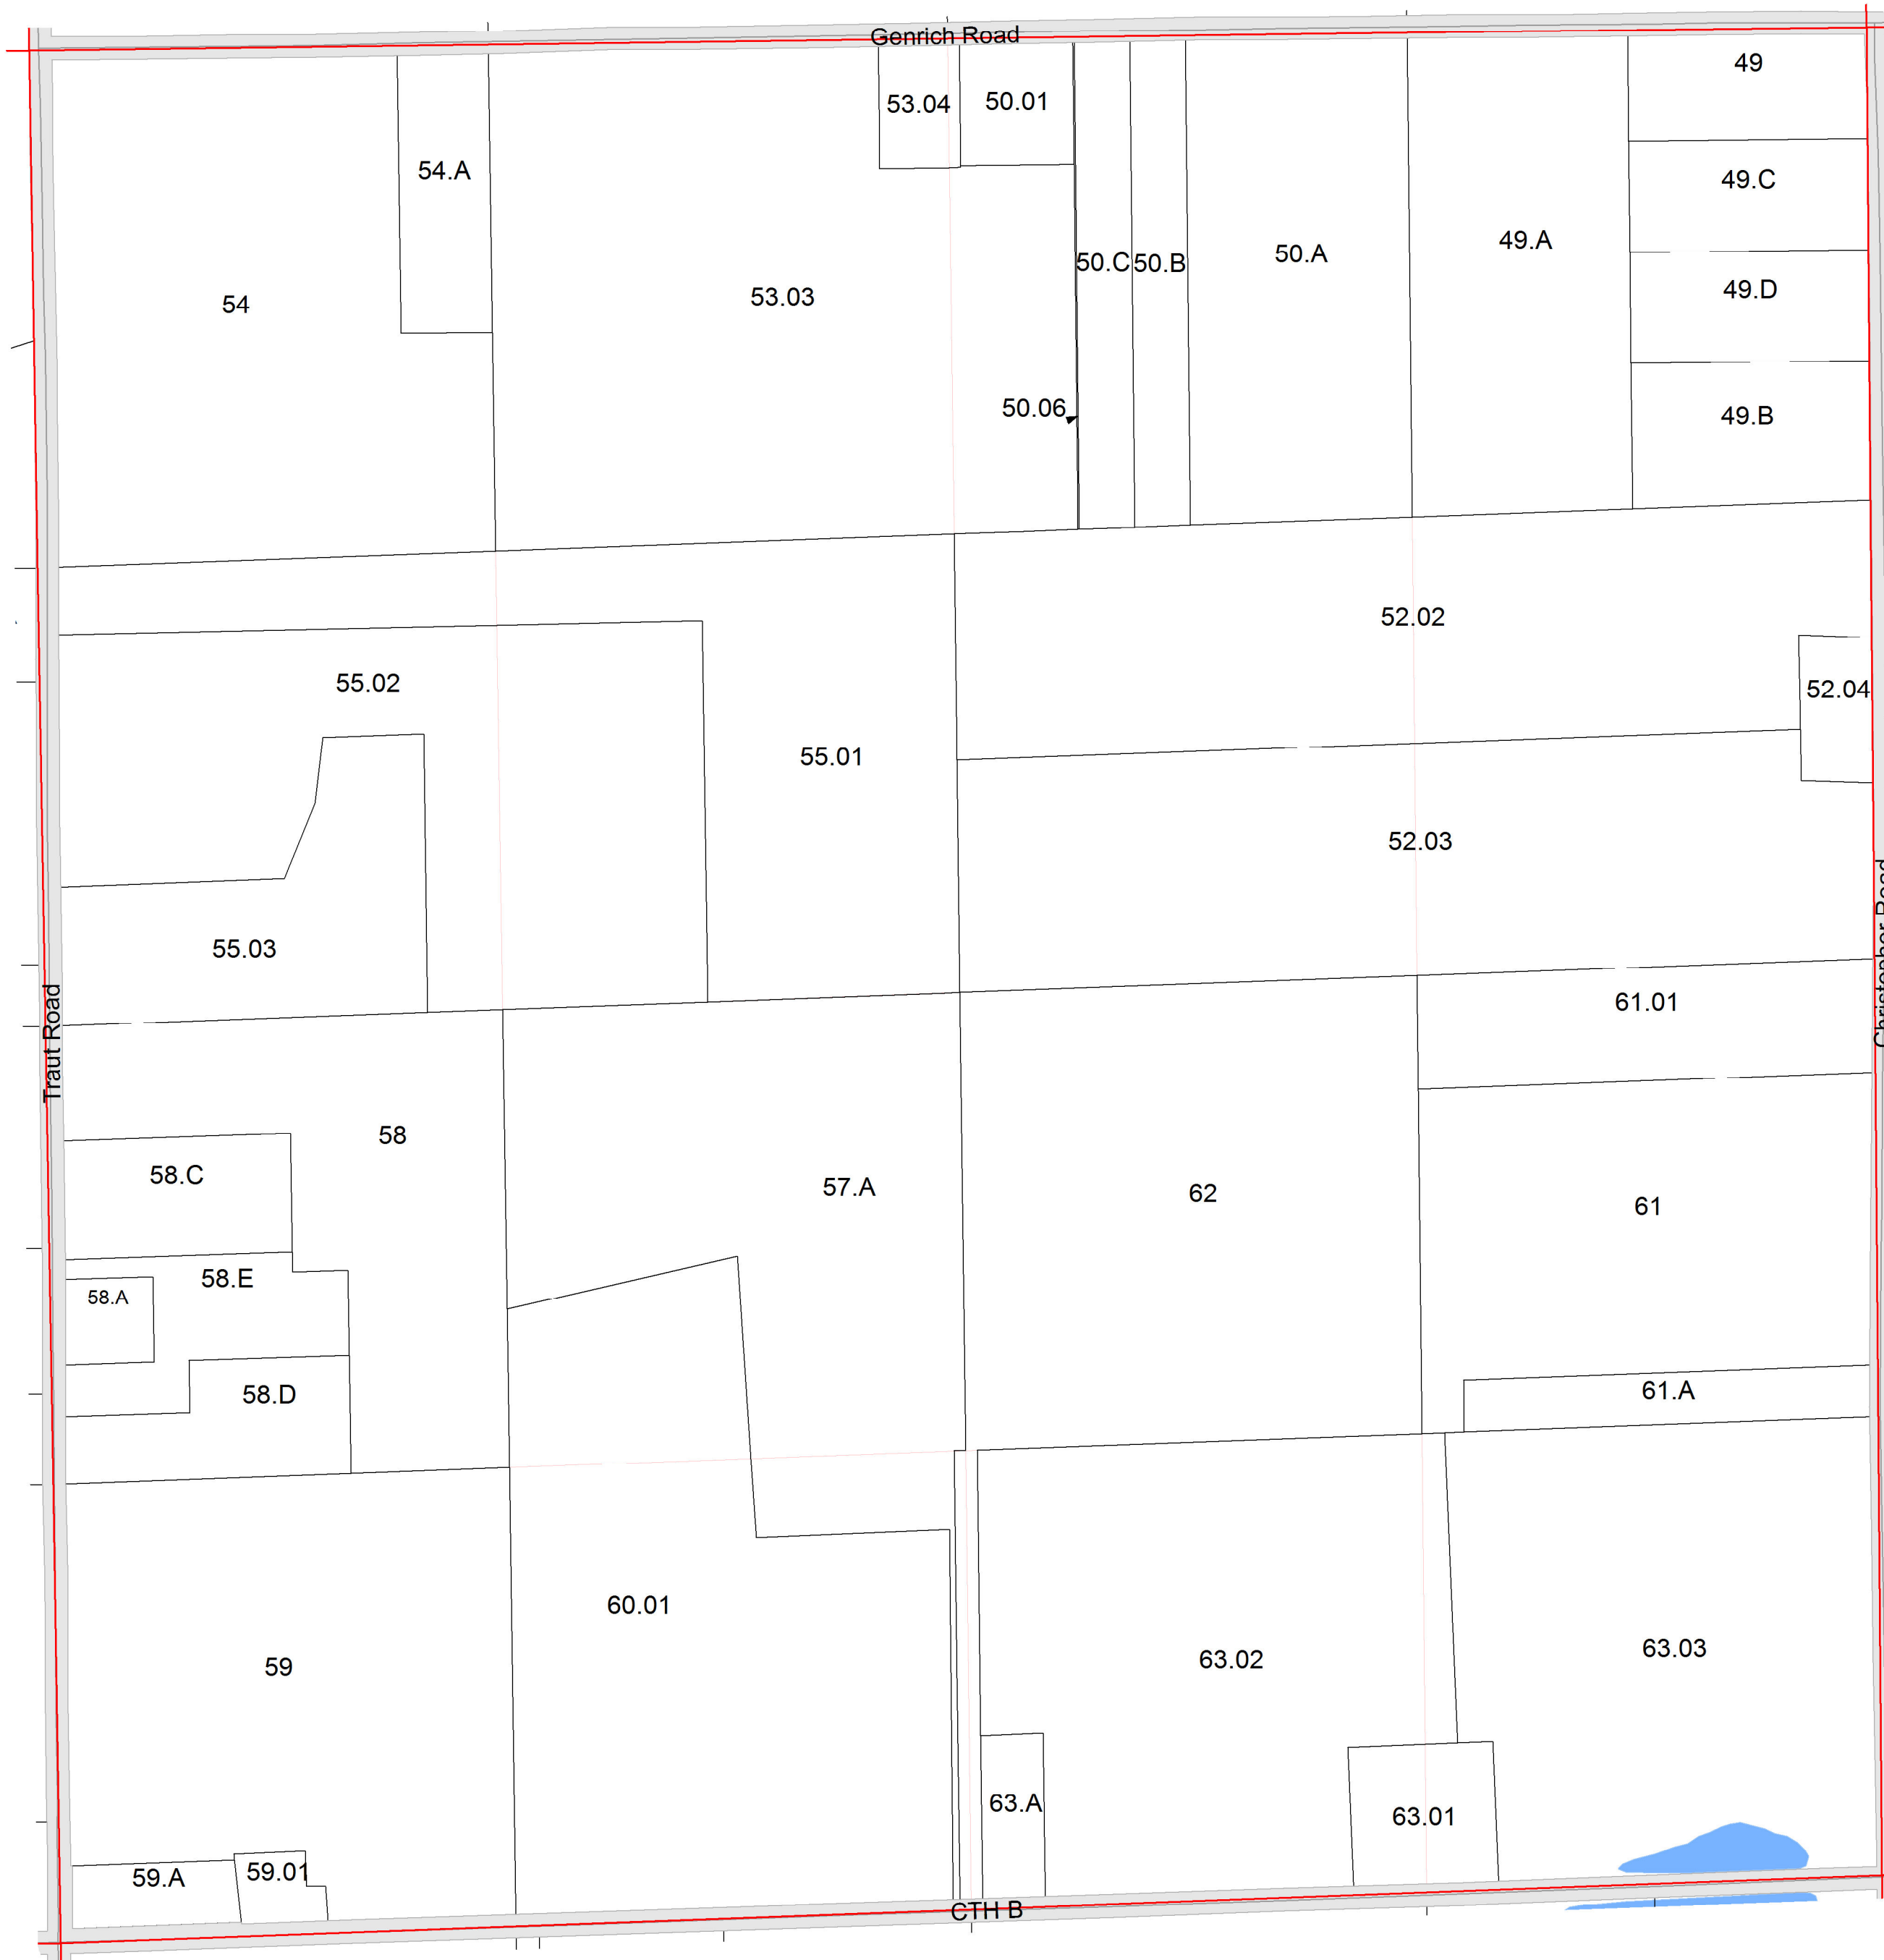 Genrich Road
49
53.04
50.01
54.A
49.C
49.A
50.A
50.C
50.B
49.D
53.03
54
50.06
49.B
52.02
55.02
52.04
55.01
52.03
55.03
61.01
Traut Road
Christopher Road
58
58.C
57.A
62
61
58.E
58.A
61.A
58.D
60.01
63.03
63.02
59
63.A
63.01
59.01
59.A
CTH B